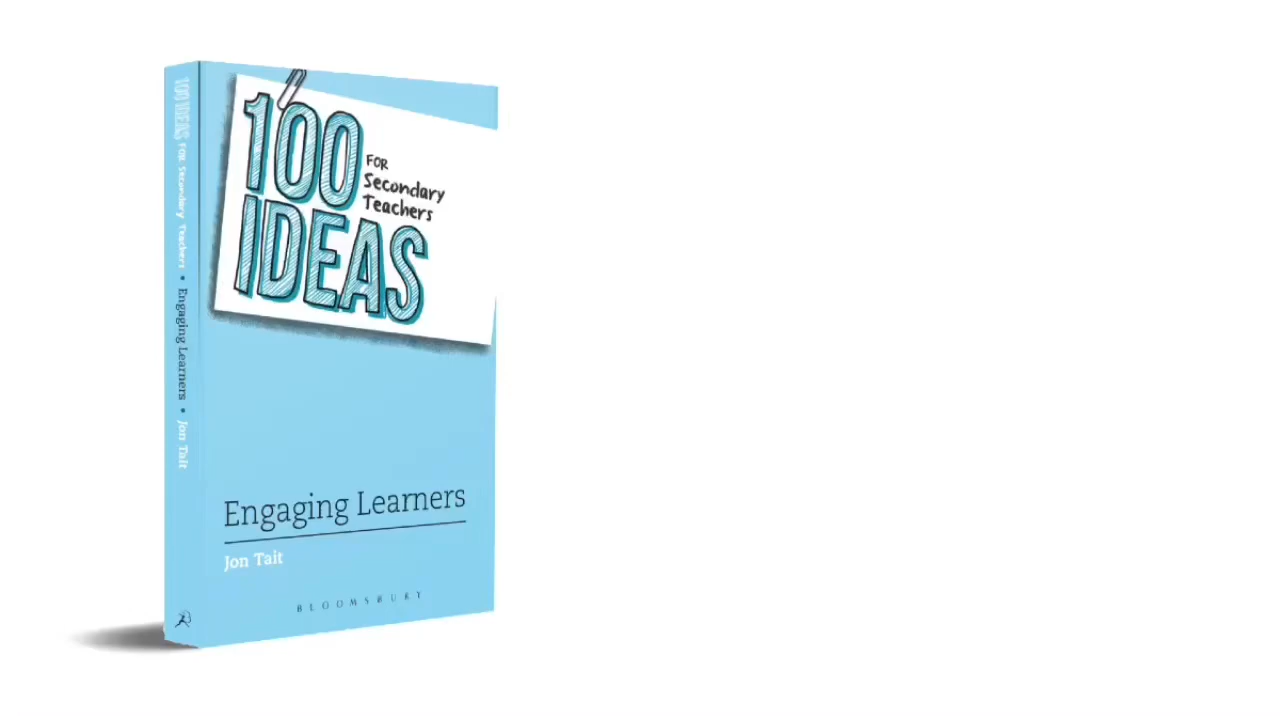 100 IDEAS FOR Secondary Teachers • Engaging Learners • Jon Tait
100
FOR
Secondary
Teachers
IDEAS
Engaging Learners
Jon Tait
BLOOMSBURY